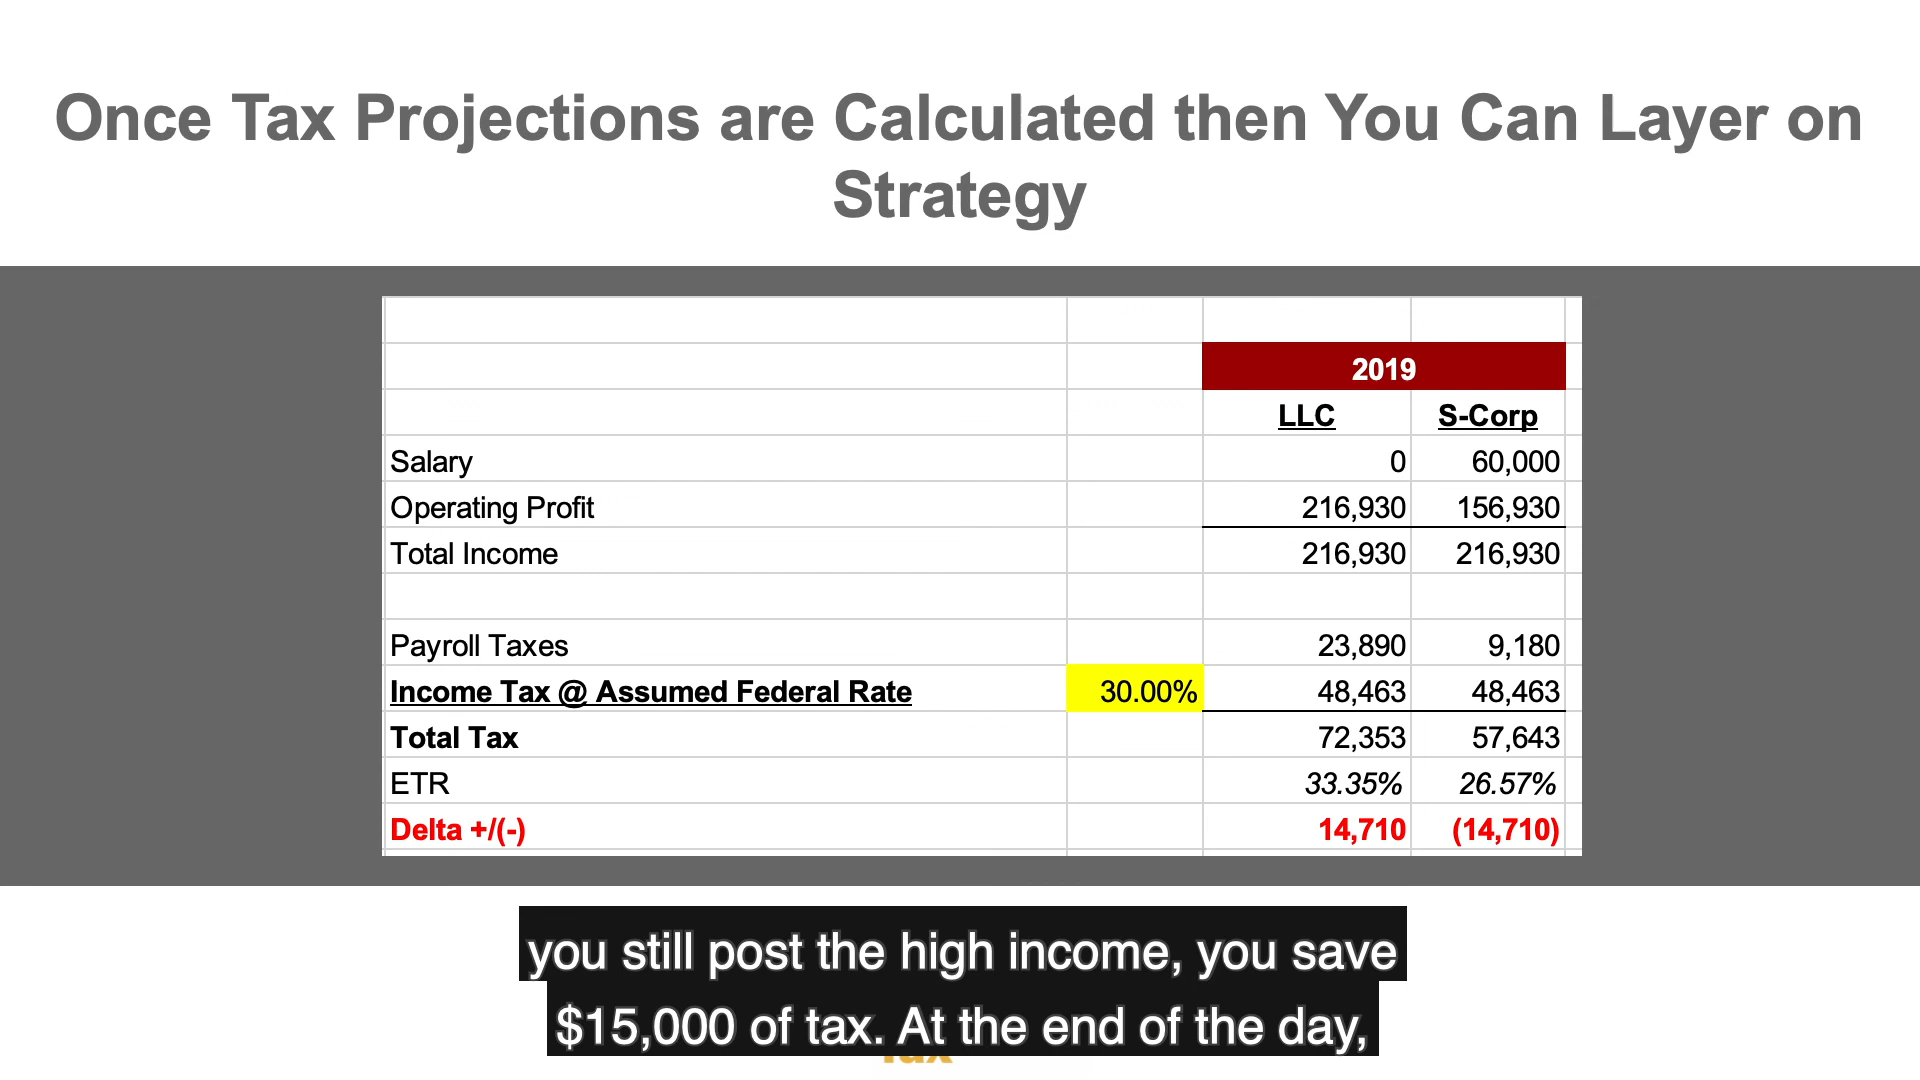 Once Tax Projections are Calculated then You Can Layer on
Strategy
2019
LLC S-Corp
Salary 0 60,000
Operating Profit 216,930 156,930
Total Income 216,930 216,930
Payroll Taxes 23,890 9,180
Income Tax @ Assumed Federal Rate 30.00% 48,463 48,463
Total Tax 72,353 57,643
ETR 33.35% 26.57%
Delta +/(-) 14,710 (14,710)
you still post the high income, you save
$15,000 of tax. At the end of the day,